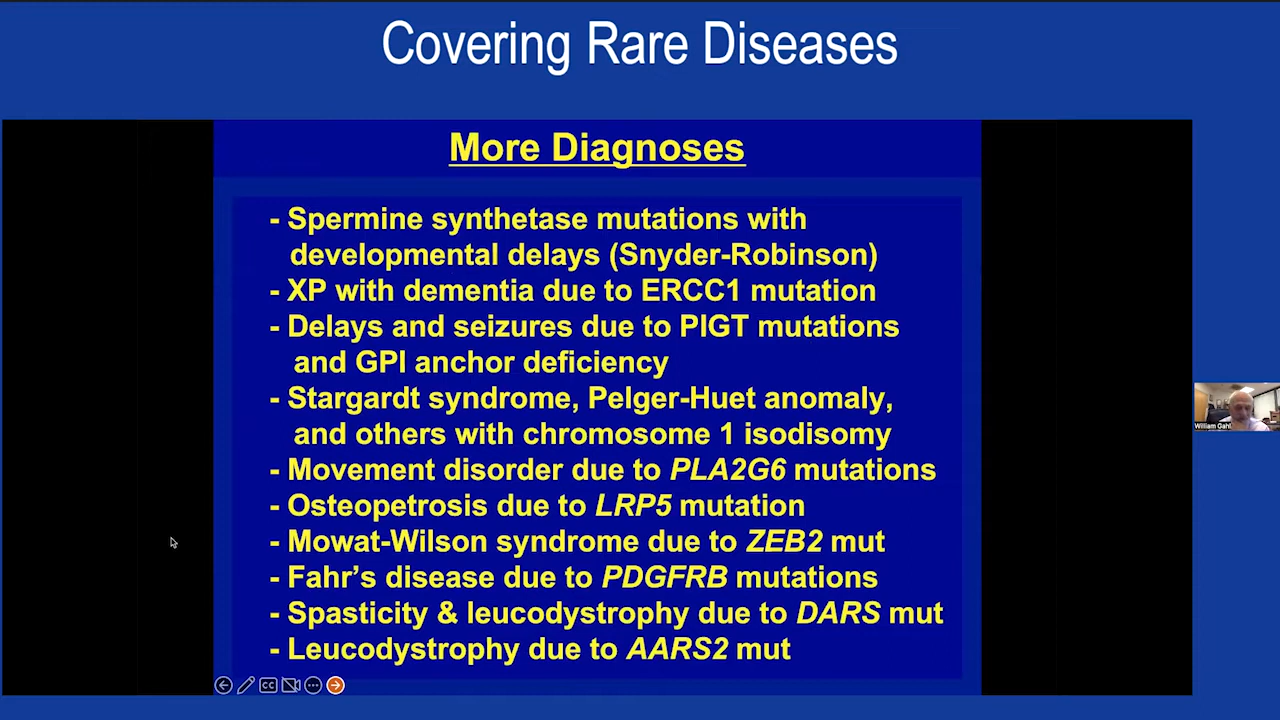 Covering Rare Diseases
More Diagnoses
- Spermine synthetase mutations with
developmental delays (Snyder-Robinson)
- XP with dementia due to ERCC1 mutation
- Delays and seizures due to PIGT mutations
and GPI anchor deficiency
- Stargardt syndrome, Pelger-Huet anomaly,
and others with chromosome 1 isodisomy
- Movement disorder due to PLA2G6 mutations
- Osteopetrosis due to LRP5 mutation
- Mowat-Wilson syndrome due to ZEB2 mut
- Fahr’s disease due to PDGFRB mutations
- Spasticity & leucodystrophy due to DARS mut
- Leucodystrophy due to AARS2 mut
CC
William Gahl